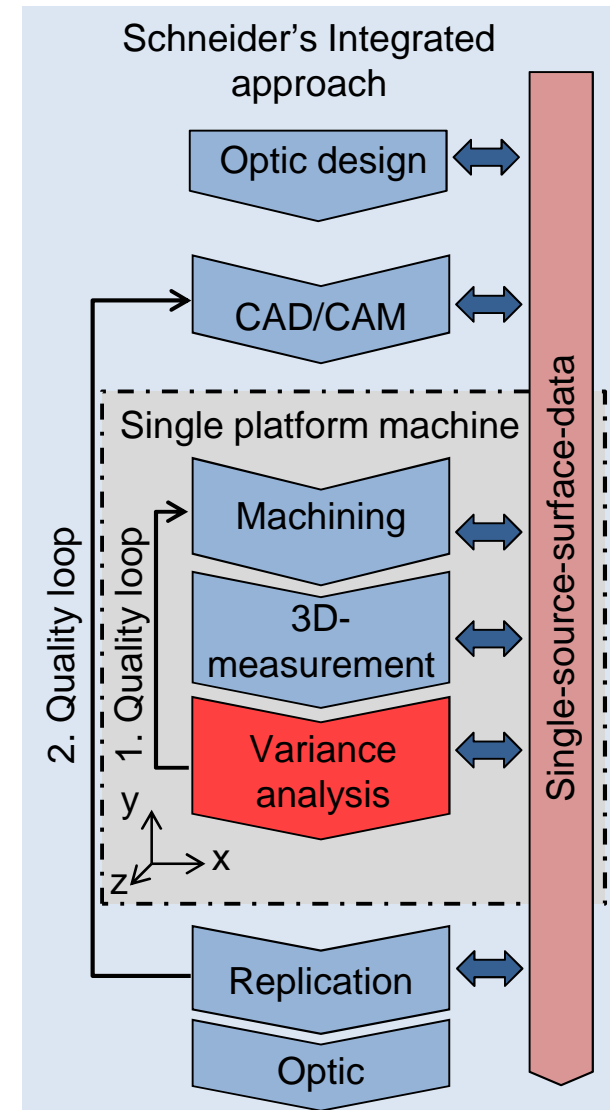 Schneider's Integrated
approach
Optic design
CAD/CAM
Single platform machine
Machining
3D-
measurement
Variance
analysis
y
x
z
1. Quality loop
2. Quality loop
Single-source-surface-data
Replication
Optic